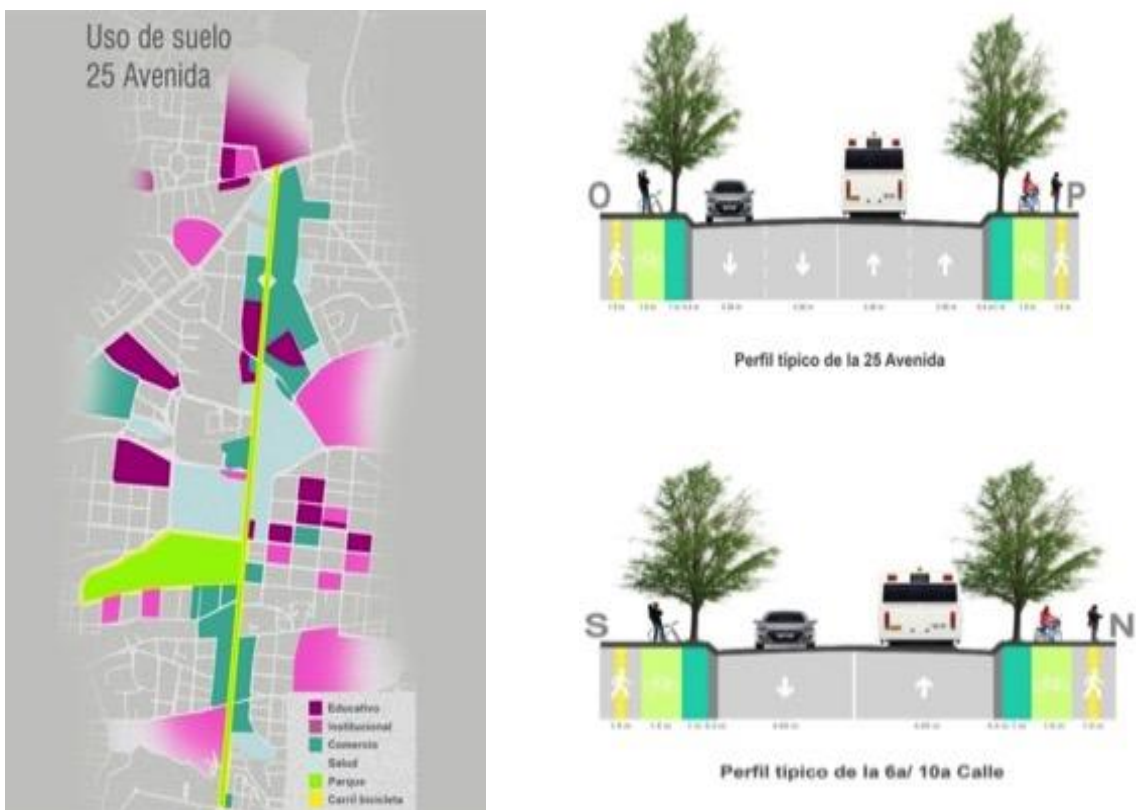 Uso de suelo
25 Avenida
Educativo
Institucional
Comercio
Salud
Parque
Carril bicicleta
O
P
Perfil típico de la 25 Avenida
S
N
Perfil típico de la 6a/ 10a Calle